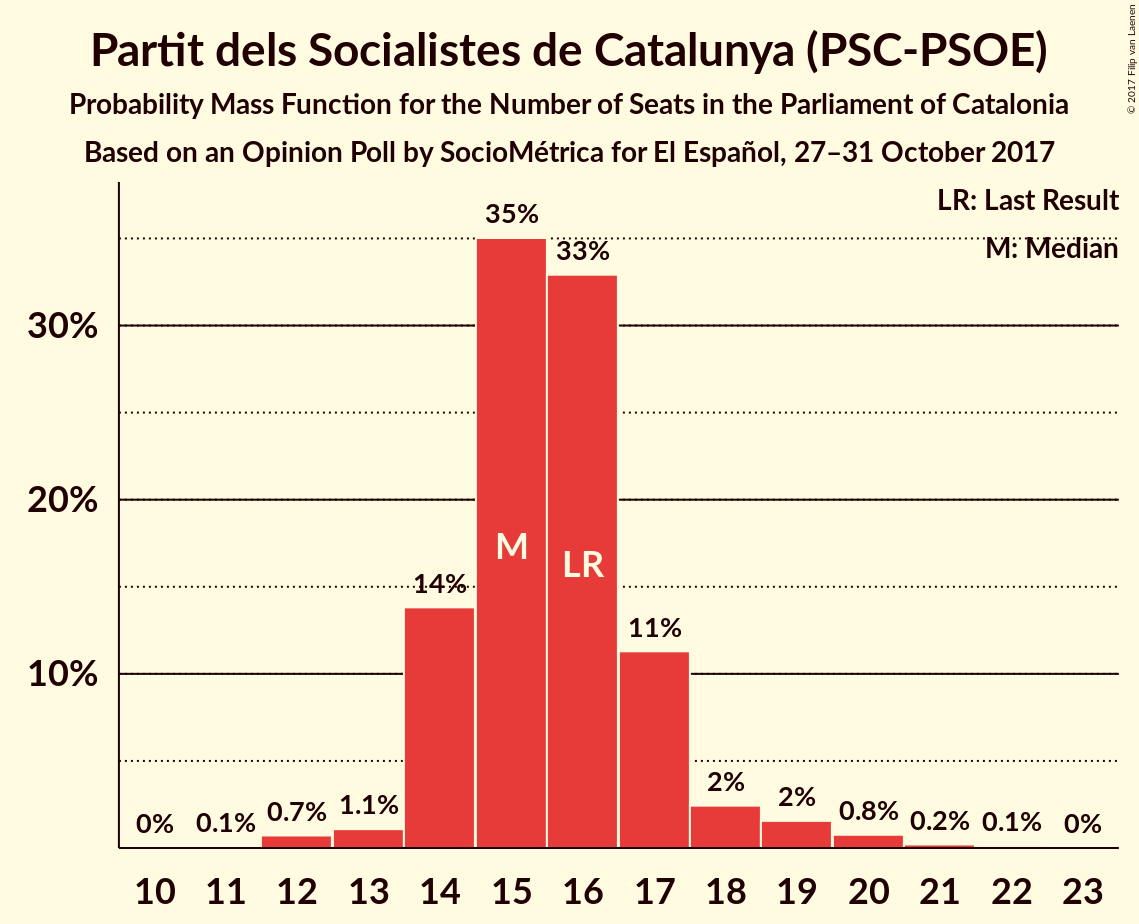 Partit dels Socialistes de Catalunya (PSC-PSOE)
Probability Mass Function for the Number of Seats in the Parliament of Catalonia
Based on an Opinion Poll by SocioMétrica for El Español, 27–31 October 2017
© 2017 Filip van Laenen
LR: Last Result
M: Median
30%
20%
10%
0%
0.1%
0.7%
1.1%
14%
35%
33%
11%
2%
2%
0.8%
0.2%
0.1%
0%
M
LR
10 11 12 13 14 15 16 17 18 19 20 21 22 23